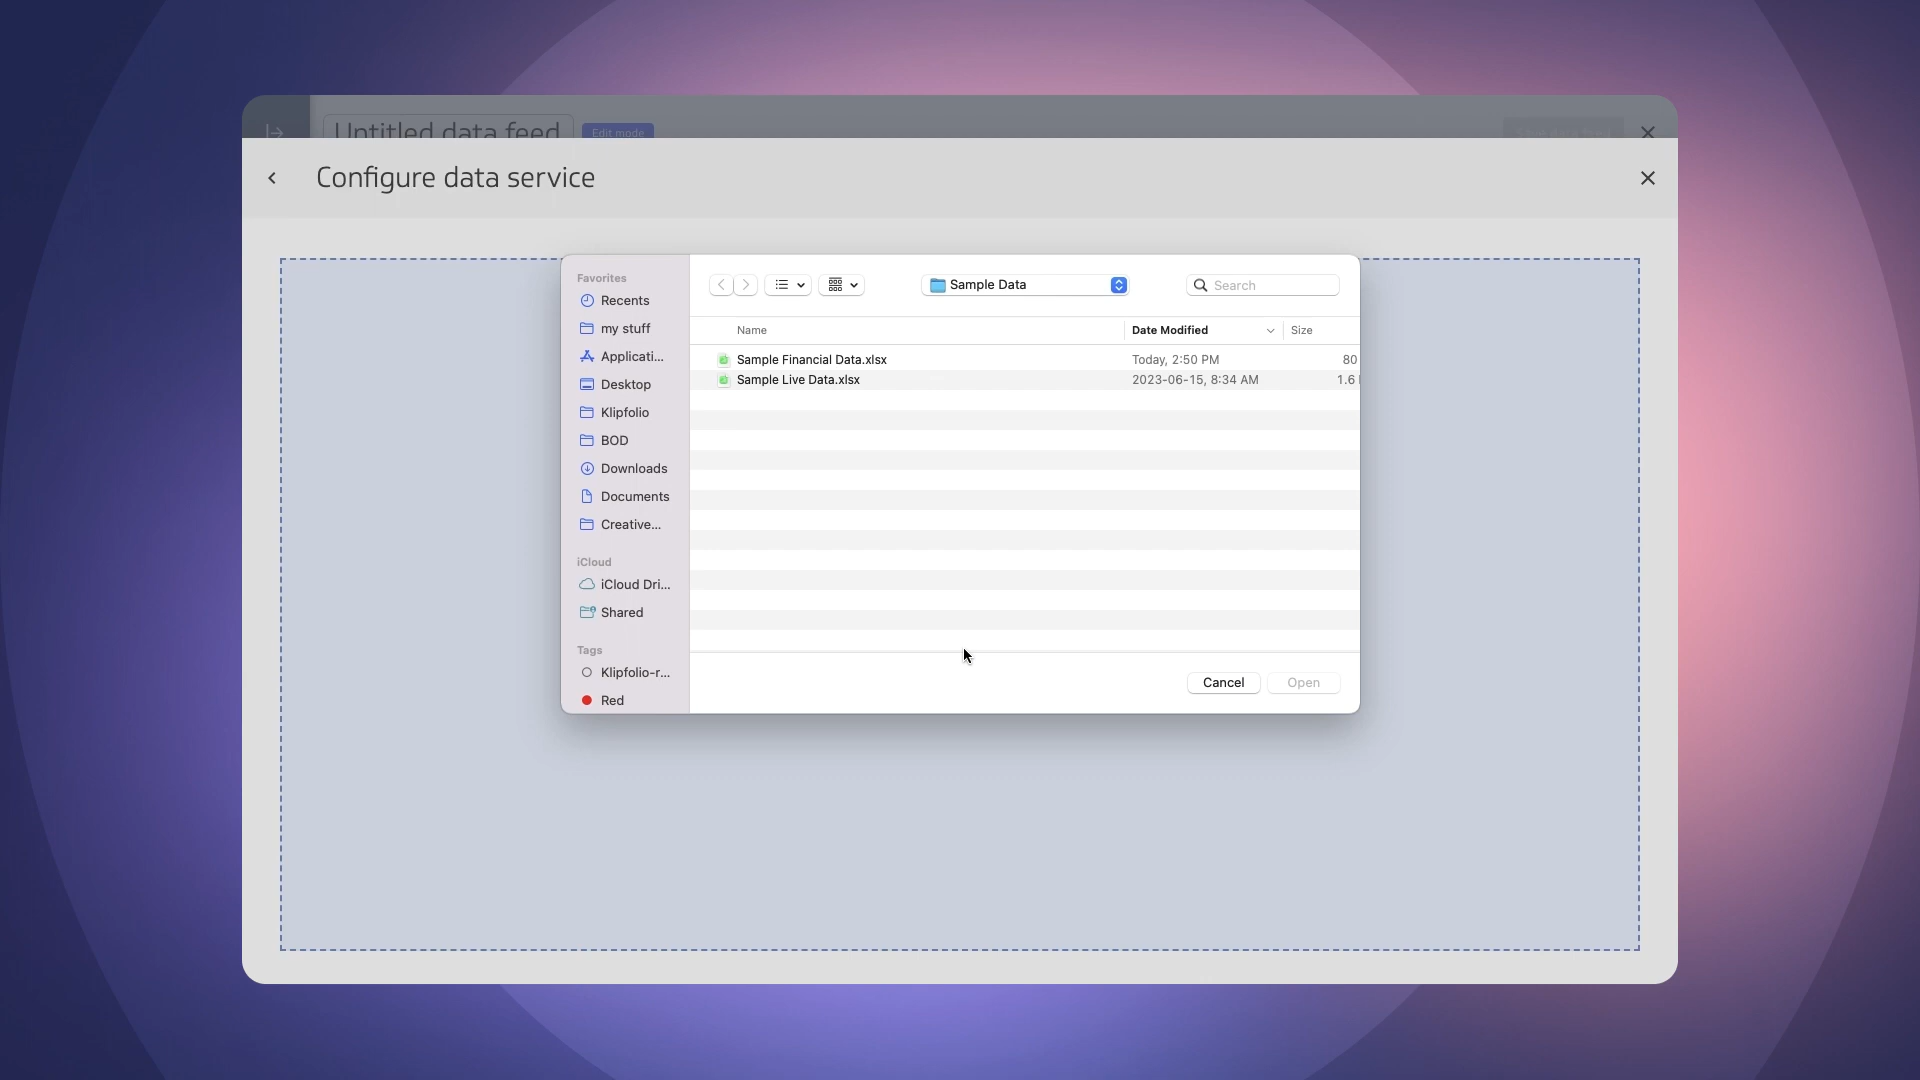 Untitled data feed
Edit mode
Configure data service
Favorites
Recents
my stuff
Applicati...
Desktop
Klipfolio
BOD
Downloads
Documents
Creative...
iCloud
iCloud Dri...
Shared
Tags
Klipfolio-r...
Red
Sample Data
Search
Name
Date Modified
Size
Sample Financial Data.xlsx
Today, 2:50 PM
80
Sample Live Data.xlsx
2023-06-15, 8:34 AM
1.6
Cancel
Open